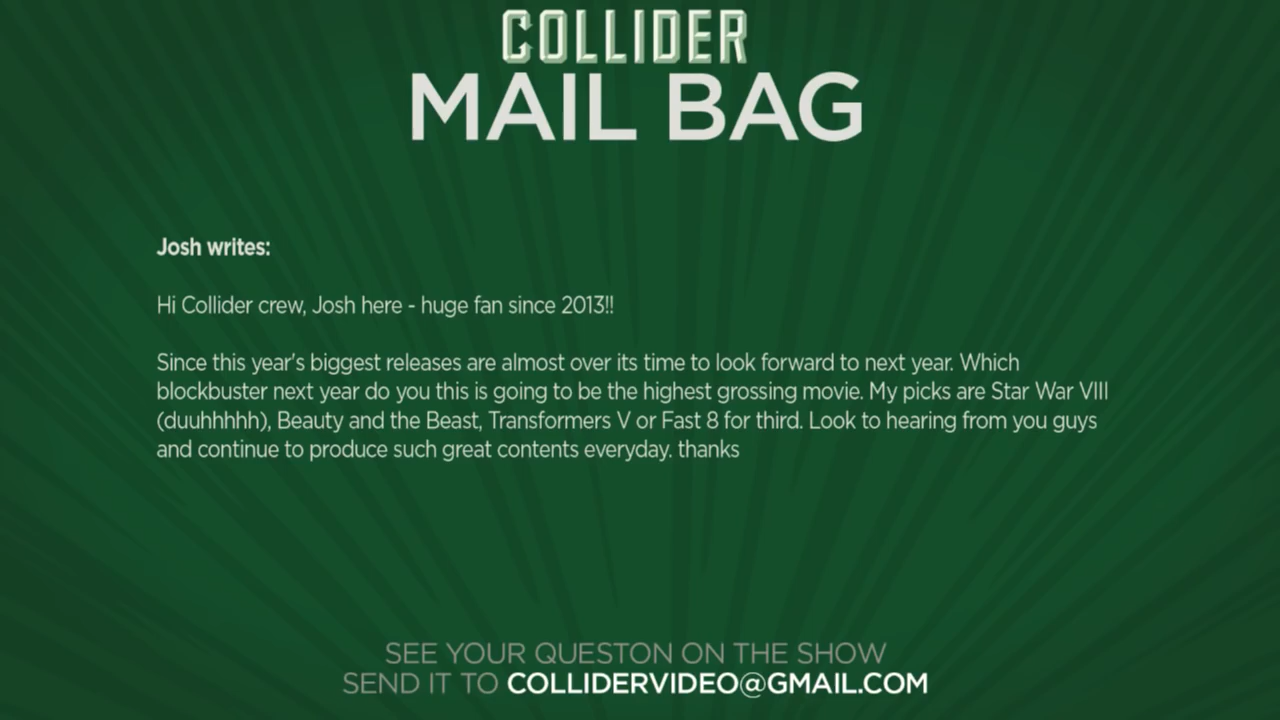 COLLIDER
MAIL BAG
Josh writes:
Hi Collider crew, Josh here - huge fan since 2013!!
Since this year's biggest releases are almost over its time to look forward to next year. Which
blockbuster next year do you this is going to be the highest grossing movie. My picks are Star War VIII
(duuhhhhh), Beauty and the Beast, Transformers V or Fast 8 for third. Look to hearing from you guys
and continue to produce such great contents everyday. thanks
SEE YOUR QUESTON ON THE SHOW
SEND IT TO COLLIDERVIDEO@GMAIL.COM